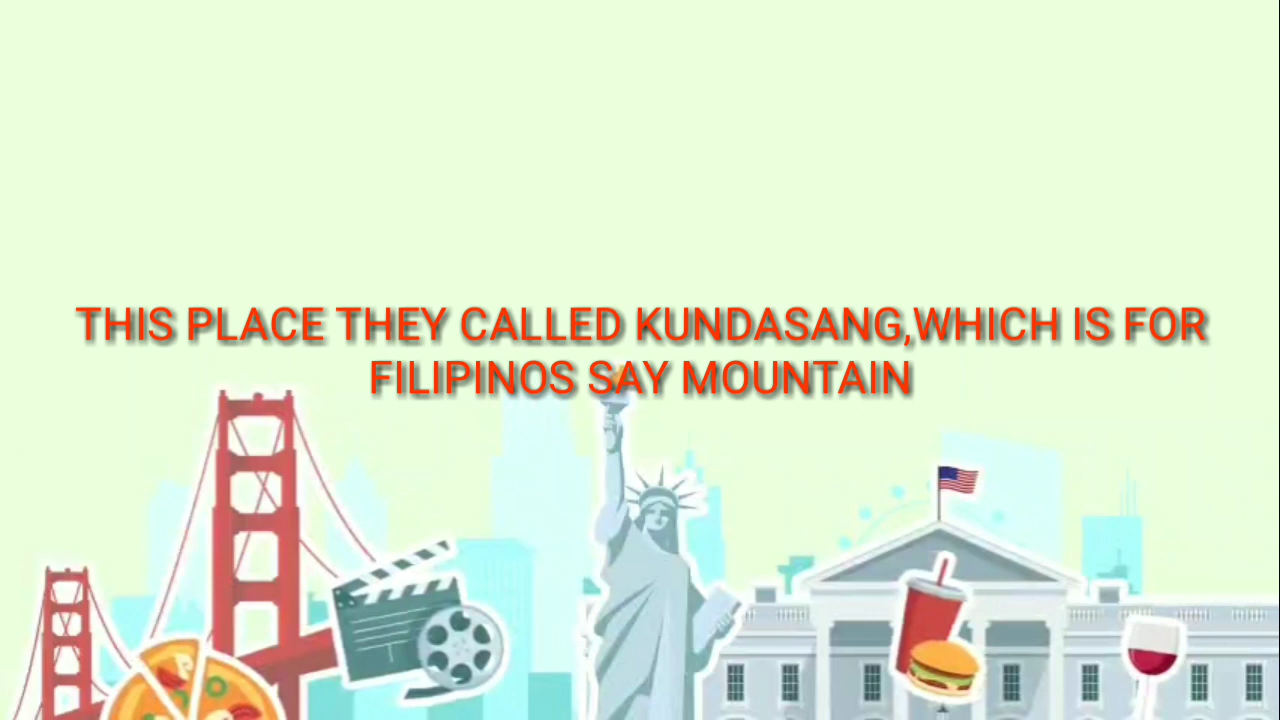 THIS PLACE THEY CALLED KUNDASANG,WHICH IS FOR
FILIPINOS SAY MOUNTAIN